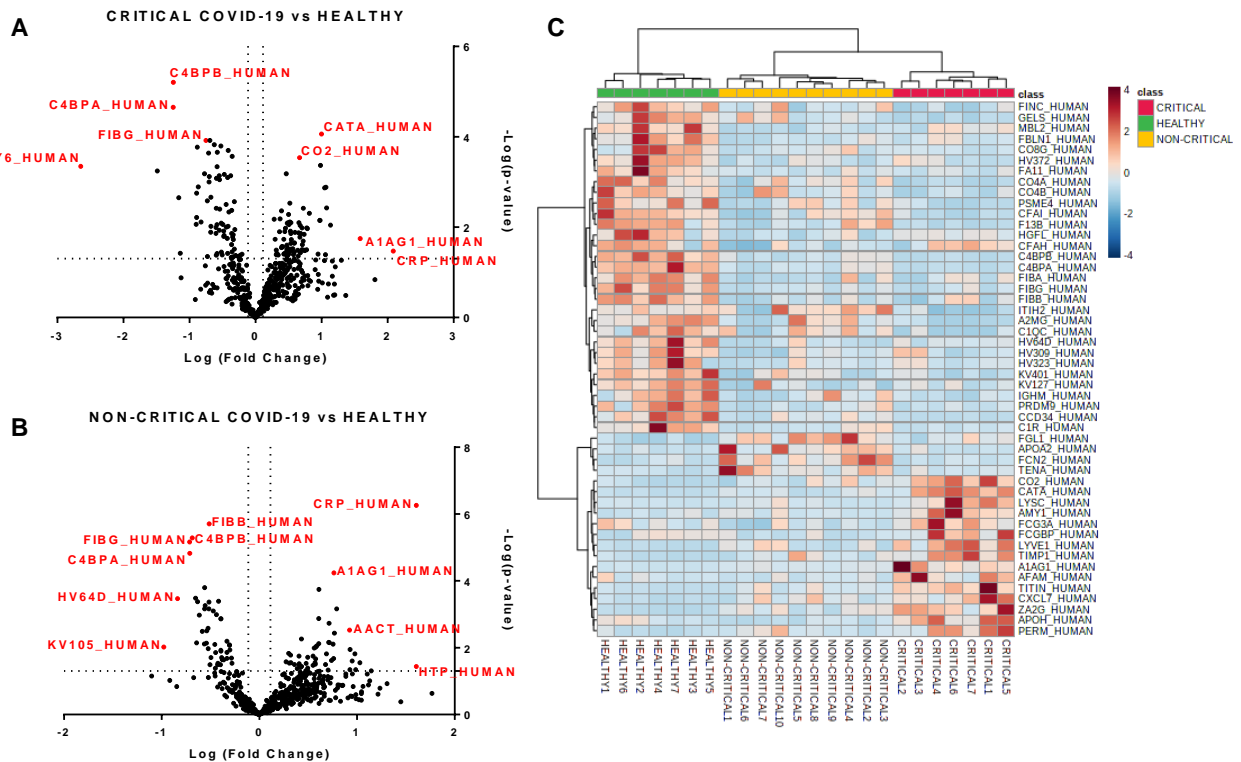 A
CRITICAL COVID-19 vs HEALTHY
C4BPB_HUMAN
C4BPA_HUMAN
FIBG_HUMAN
CATA_HUMAN
CO2_HUMAN
Y6_HUMAN
A1AG1_HUMAN
CRP_HUMAN
6
4
2
0
-Log(p-value)
-3
-2
-1
0
1
2
3
Log (Fold Change)
B
NON-CRITICAL COVID-19 vs HEALTHY
CRP_HUMAN
FIBB_HUMAN
FIBG_HUMAN
C4BPB_HUMAN
C4BPA_HUMAN
A1AG1_HUMAN
HV64D_HUMAN
AACT_HUMAN
KV105_HUMAN
HTP_HUMAN
8
6
4
2
0
-Log(p-value)
-2
-1
0
1
2
Log (Fold Change)
C
class
FINC_HUMAN
GELS_HUMAN
MBL2_HUMAN
FBLN1_HUMAN
CO8G_HUMAN
HV372_HUMAN
FA11_HUMAN
CO4A_HUMAN
CO4B_HUMAN
PSME4_HUMAN
CFAI_HUMAN
F13B_HUMAN
HGFL_HUMAN
CFAH_HUMAN
C4BPB_HUMAN
C4BPA_HUMAN
FIBA_HUMAN
FIBG_HUMAN
FIBB_HUMAN
ITIH2_HUMAN
A2MG_HUMAN
C1QC_HUMAN
HV64D_HUMAN
HV309_HUMAN
HV323_HUMAN
KV401_HUMAN
KV127_HUMAN
IGHM_HUMAN
PRDM9_HUMAN
CCD34_HUMAN
C1R_HUMAN
FGL1_HUMAN
APOA2_HUMAN
FCN2_HUMAN
TENA_HUMAN
CO2_HUMAN
CATA_HUMAN
LYSC_HUMAN
AMY1_HUMAN
FCG3A_HUMAN
FCGBP_HUMAN
LYVE1_HUMAN
TIMP1_HUMAN
A1AG1_HUMAN
AFAM_HUMAN
TITIN_HUMAN
CXCL7_HUMAN
ZA2G_HUMAN
APOH_HUMAN
PERM_HUMAN
HEALTHY1
HEALTHY6
HEALTHY2
HEALTHY4
HEALTHY7
HEALTHY3
HEALTHY5
NON-CRITICAL1
NON-CRITICAL6
NON-CRITICAL7
NON-CRITICAL10
NON-CRITICAL5
NON-CRITICAL8
NON-CRITICAL9
NON-CRITICAL4
NON-CRITICAL2
NON-CRITICAL3
CRITICAL2
CRITICAL3
CRITICAL4
CRITICAL6
CRITICAL7
CRITICAL1
CRITICAL5
4
2
0
-2
-4
class
CRITICAL
HEALTHY
NON-CRITICAL